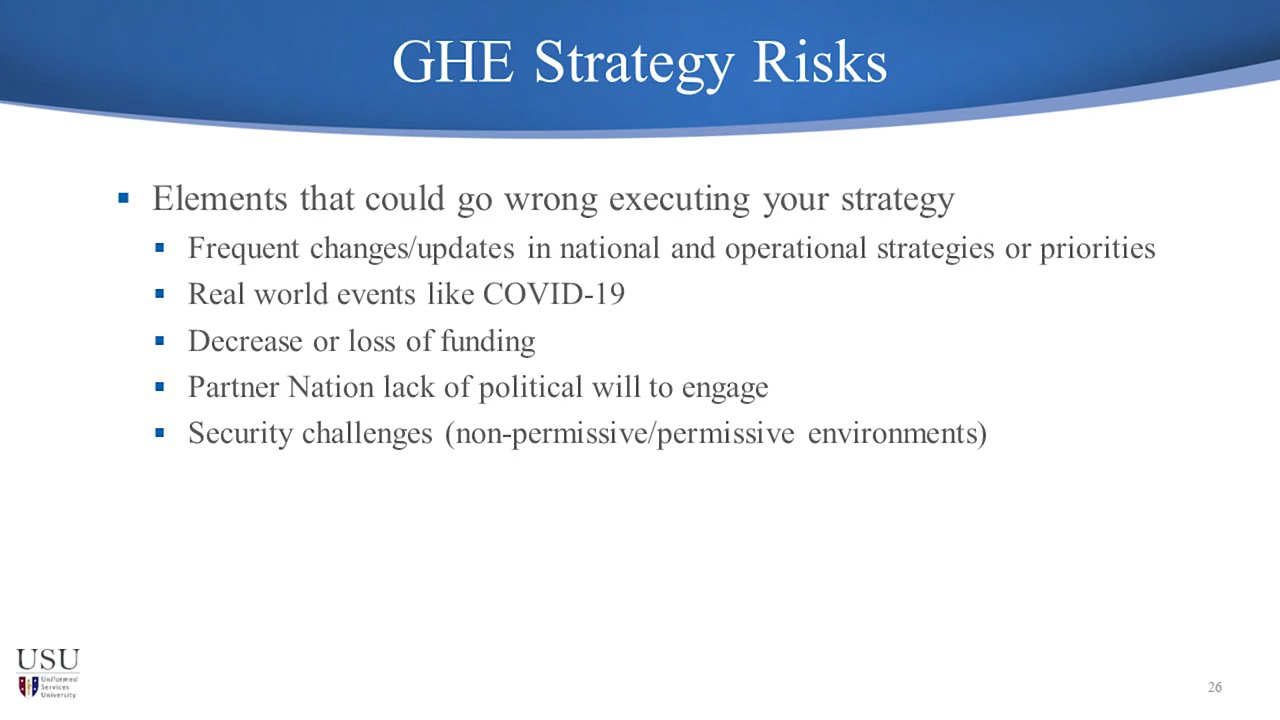 GHE Strategy Risks
Elements that could go wrong executing your strategy
Frequent changes/updates in national and operational strategies or priorities
Real world events like COVID-19
Decrease or loss of funding
Partner Nation lack of political will to engage
Security challenges (non-permissive/permissive environments)
USU
Uniformed
Services
University
26